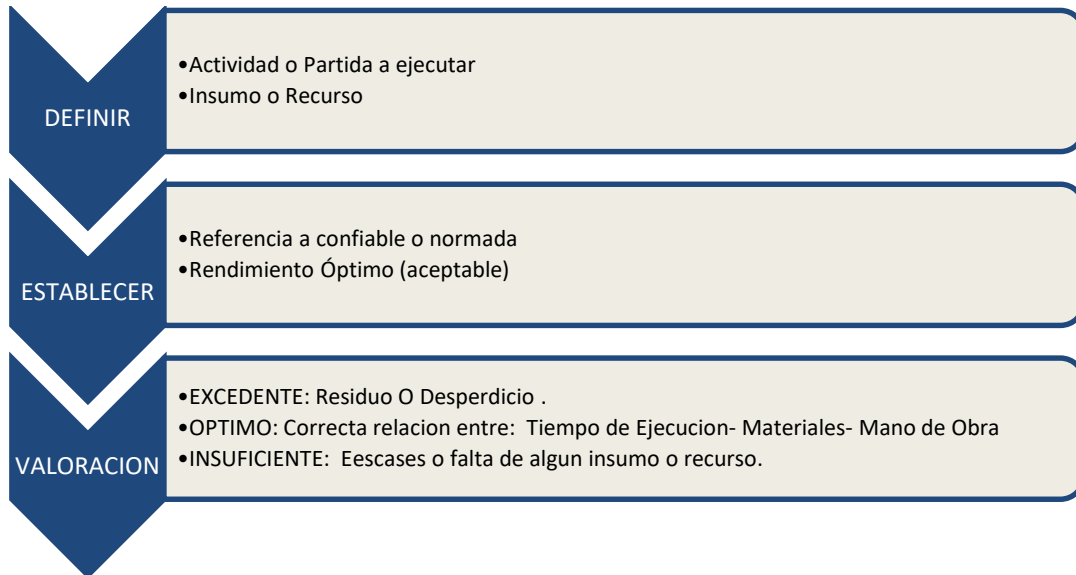 DEFINIR
•Actividad o Partida a ejecutar
•Insumo o Recurso
ESTABLECER
•Referencia a confiable o normada
•Rendimiento Óptimo (aceptable)
VALORACION
•EXCEDENTE: Residuo O Desperdicio .
•OPTIMO: Correcta relacion entre: Tiempo de Ejecucion- Materiales- Mano de Obra
•INSUFICIENTE: Eescases o falta de algun insumo o recurso.